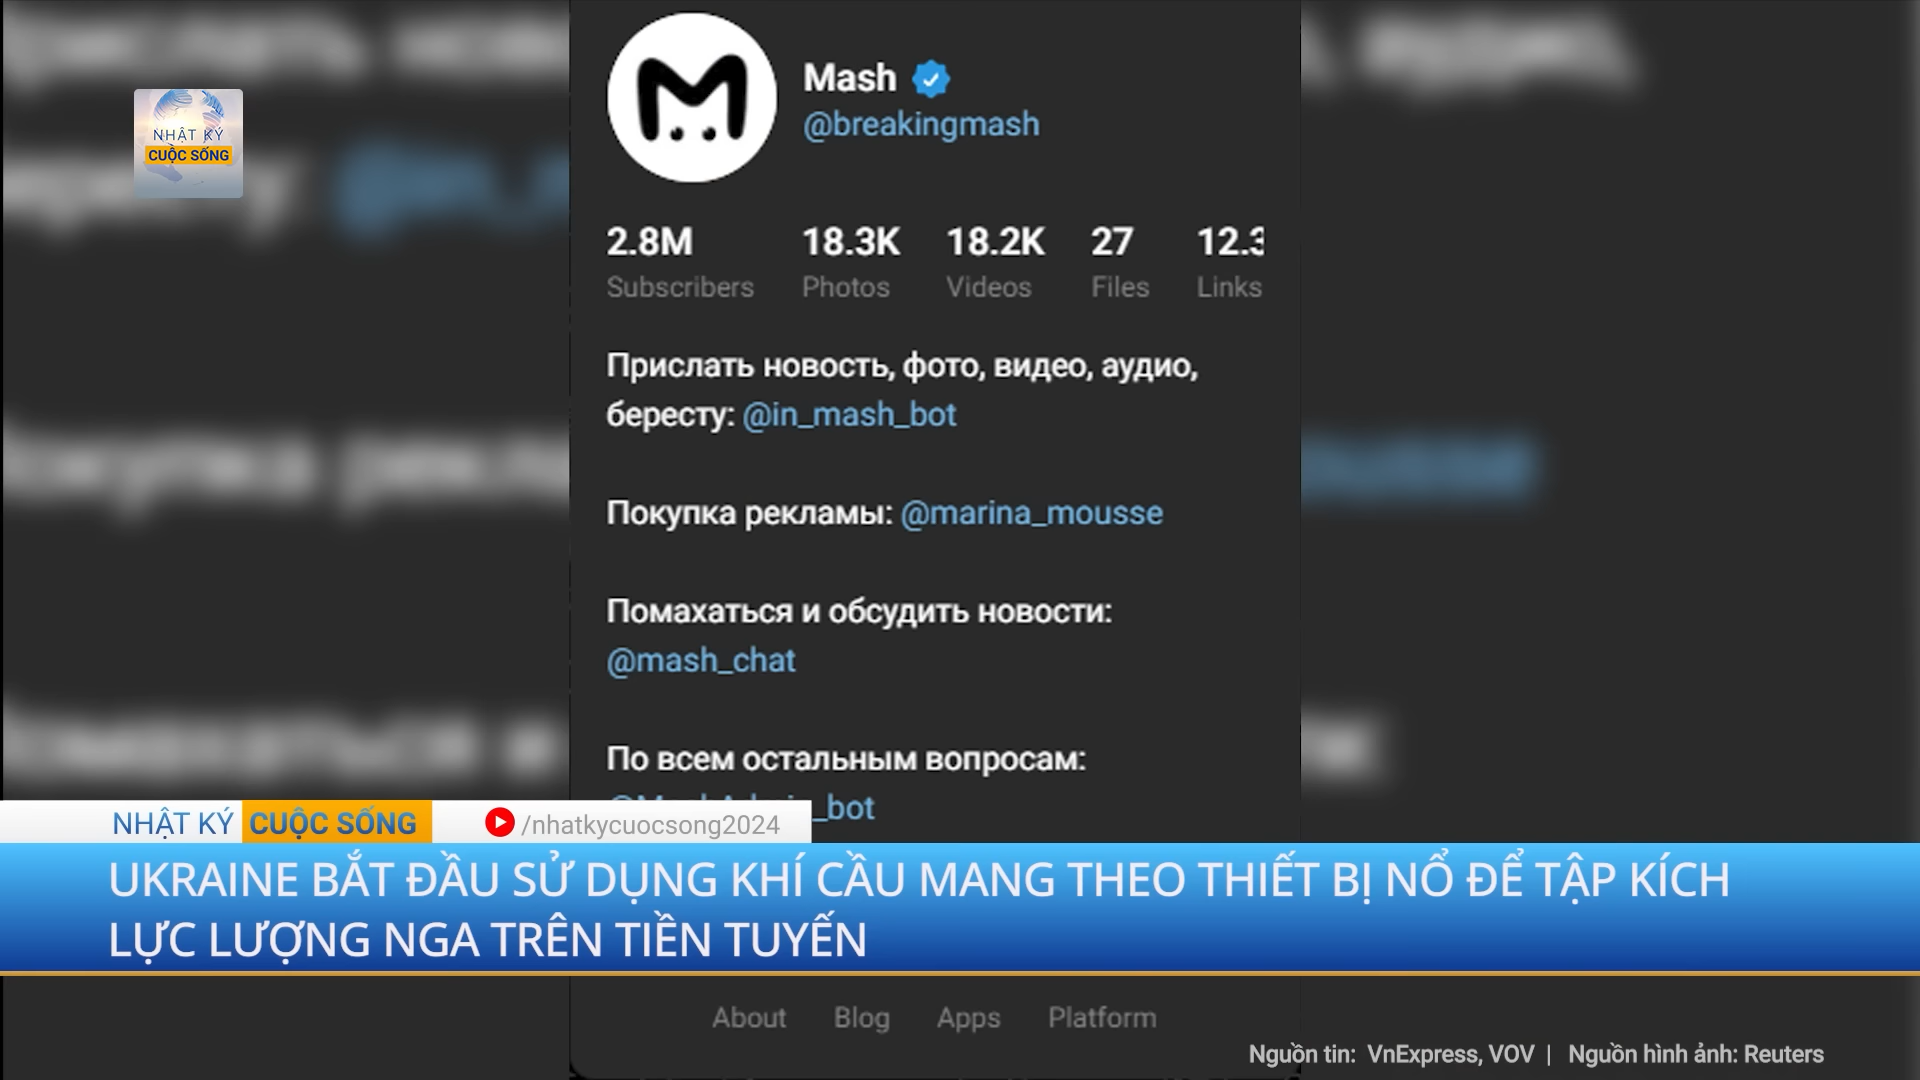 NHẬT KÝ
CUỘC SỐNG
Mash
@breakingmash
2.8M 18.3K 18.2K 27 12.3
Subscribers Photos Videos Files Links
Прислать новость, фото, видео, аудио,
бересту: @in_mash_bot
Покупка рекламы: @marina_mousse
Помахаться и обсудить новости:
@mash_chat
По всем остальным вопросам:
_bot
NHẬT KÝ CUỘC SỐNG /nhatkycuocsong2024
UKRAINE BẮT ĐẦU SỬ DỤNG KHÍ CẦU MANG THEO THIẾT BỊ NỔ ĐỂ TẬP KÍCH
LỰC LƯỢNG NGA TRÊN TIỀN TUYẾN
About Blog Apps Platform
Nguồn tin: VnExpress, VOV | Nguồn hình ảnh: Reuters